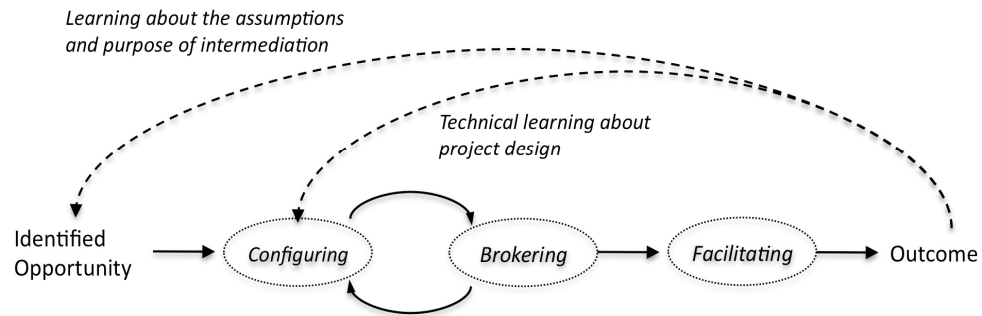 Learning about the assumptions
and purpose of intermediation
Technical learning about
project design
Identified
Opportunity
Configuring
Brokering
Facilitating
Outcome